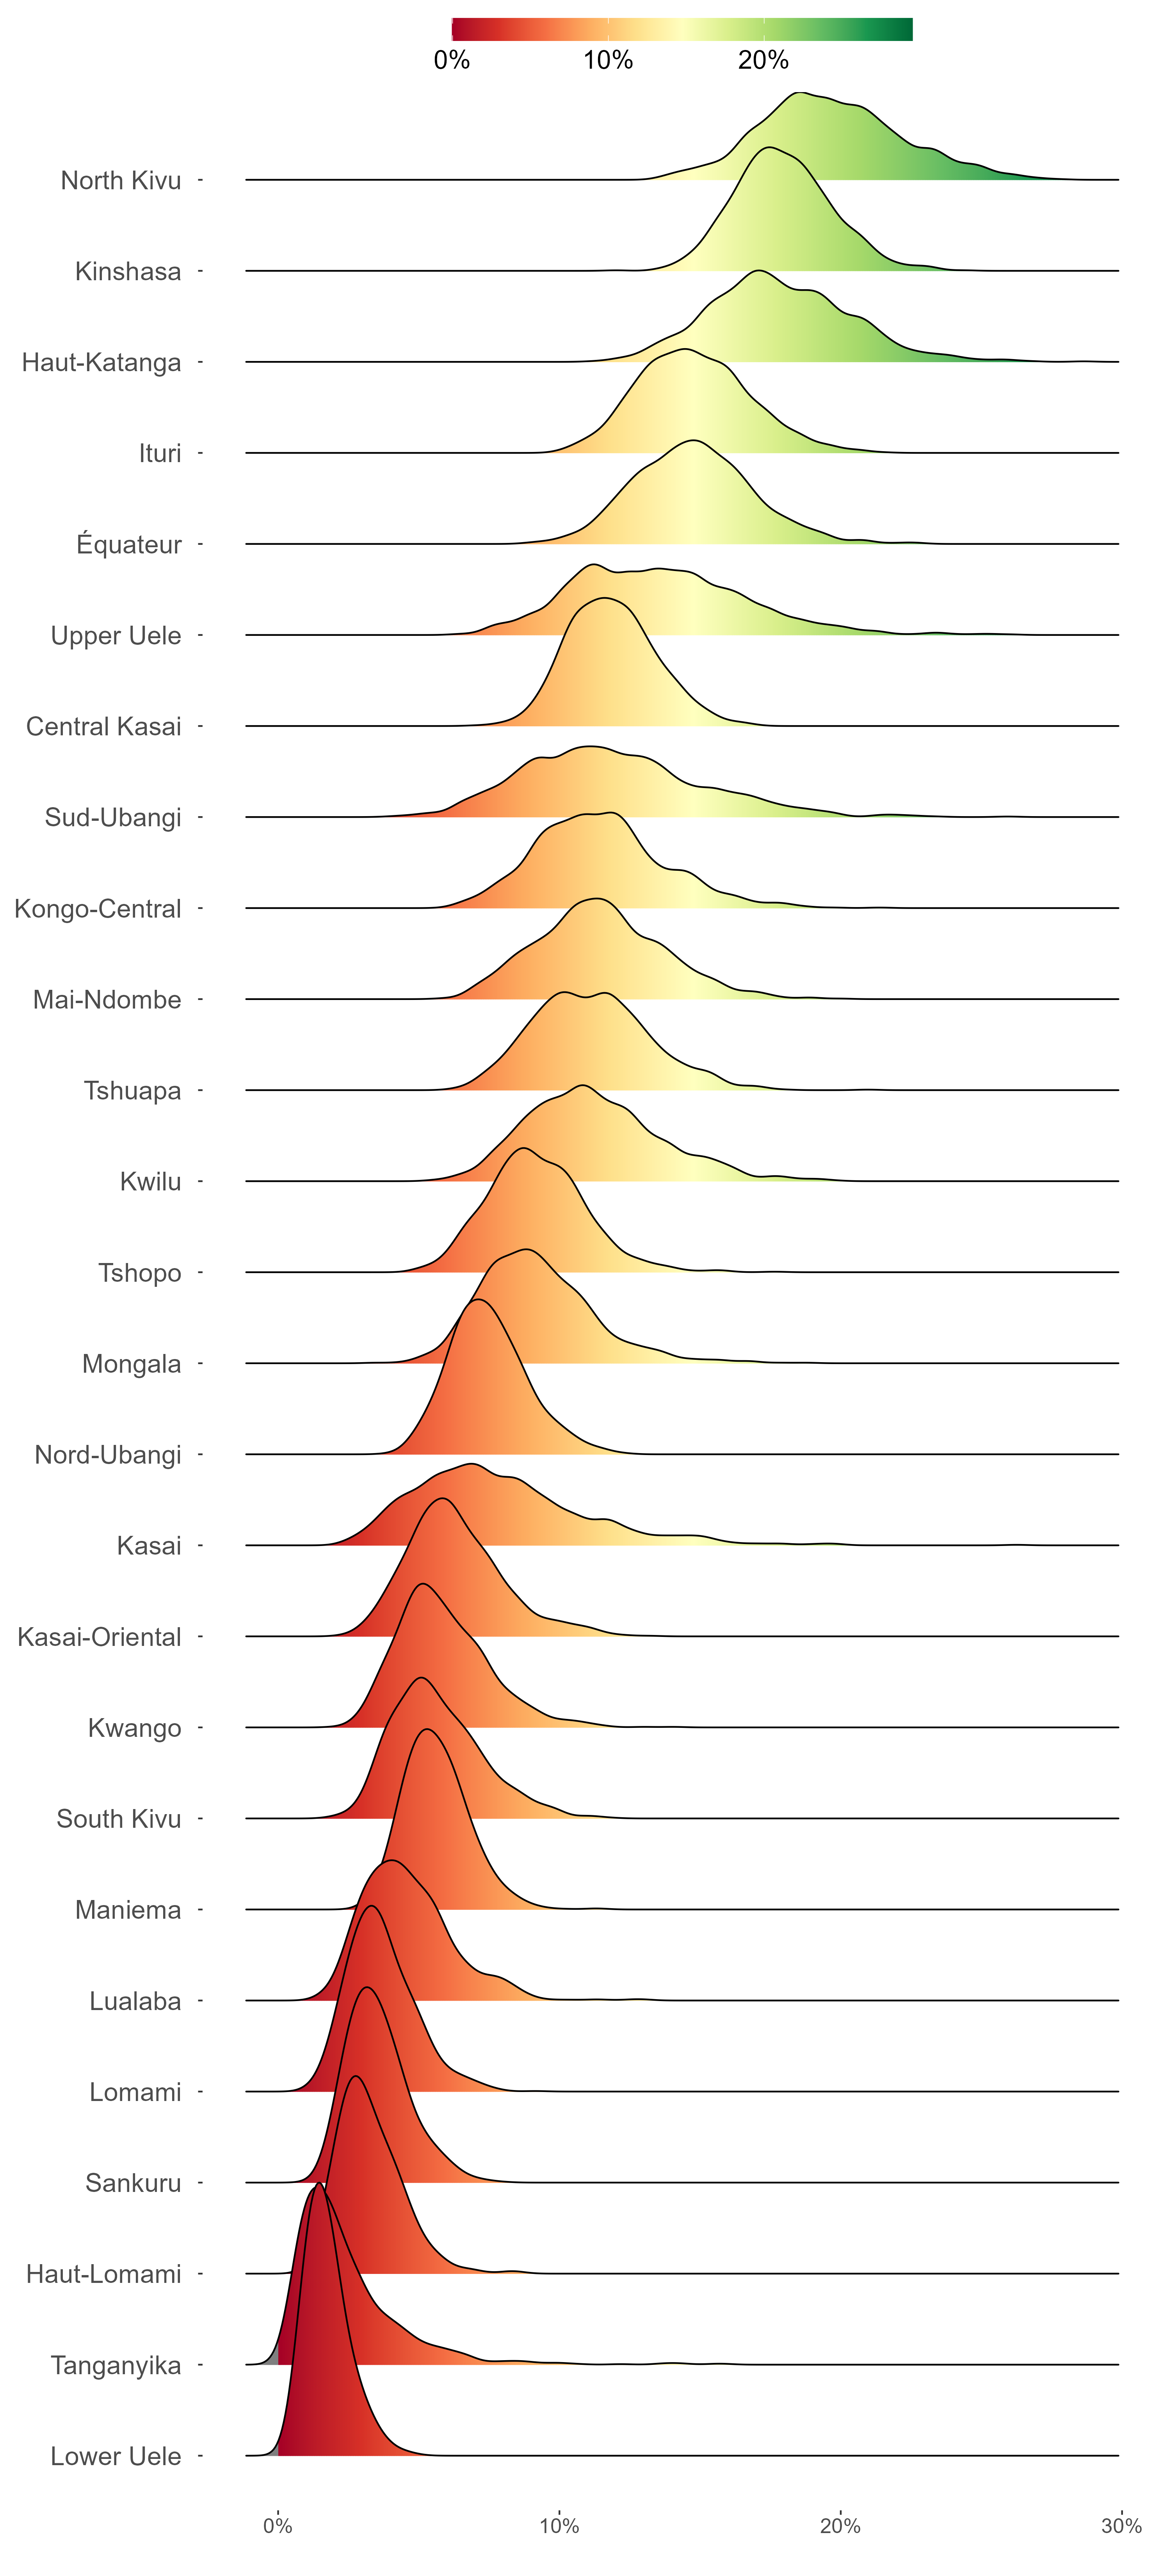 0% 10% 20%
North Kivu
Kinshasa
Haut-Katanga
Ituri
Équateur
Upper Uele
Central Kasai
Sud-Ubangi
Kongo-Central
Mai-Ndombe
Tshuapa
Kwilu
Tshopo
Mongala
Nord-Ubangi
Kasai
Kasai-Oriental
Kwango
South Kivu
Maniema
Lualaba
Lomami
Sankuru
Haut-Lomami
Tanganyika
Lower Uele
0% 10% 20% 30%